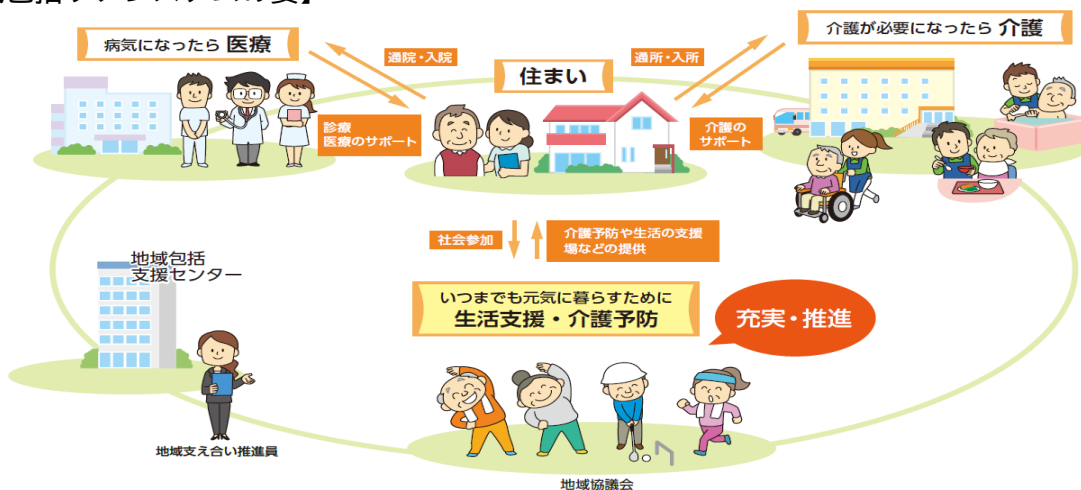 病気になったら 医療
通院・入院
住まい
通所・入所
介護が必要になったら 介護
診療
医療のサポート
介護の
サポート
社会参加
介護予防や生活の支援
場などの提供
地域包括
支援センター
いつまでも元気に暮らすために
生活支援・介護予防
充実・推進
地域支え合い推進員
地域協議会